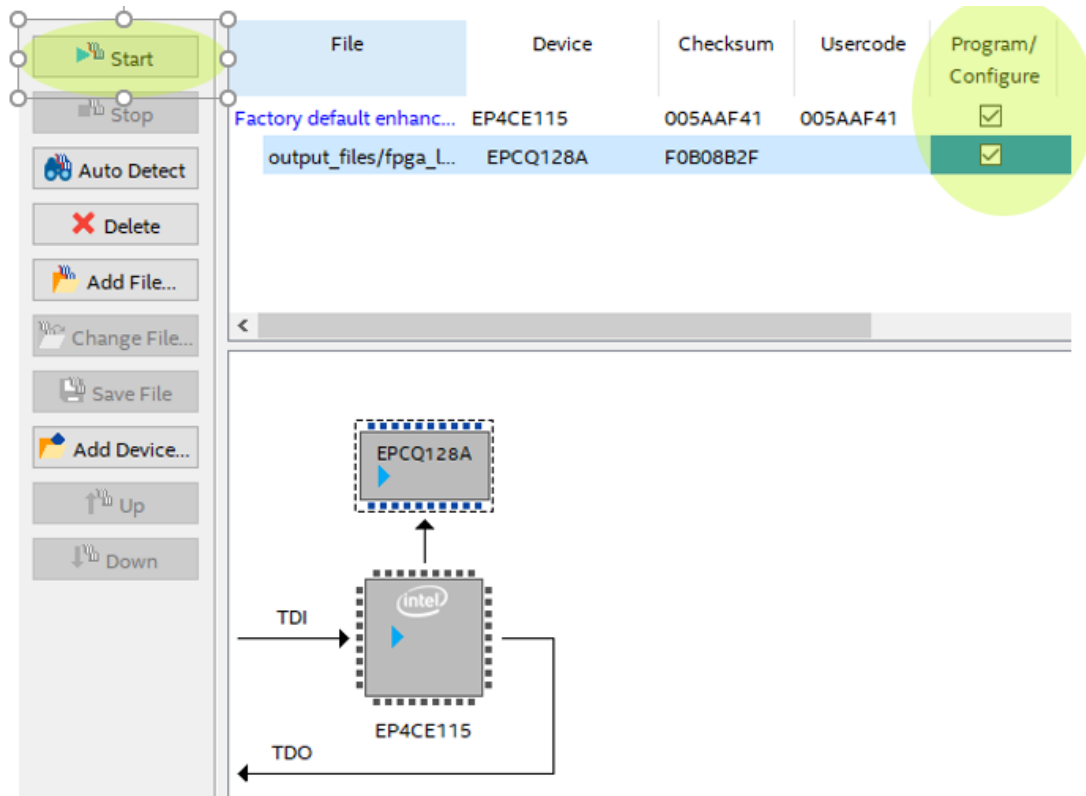 Start
Stop
Auto Detect
Delete
Add File...
Change File...
Save File
Add Device...
Up
Down
File Device Checksum Usercode Program/
Configure
Factory default enhanc... EP4CE115 005AAF41 005AAF41
output_files/fpga_l... EPCQ128A F0B08B2F
EPCQ128A
intel
TDI
EP4CE115
TDO